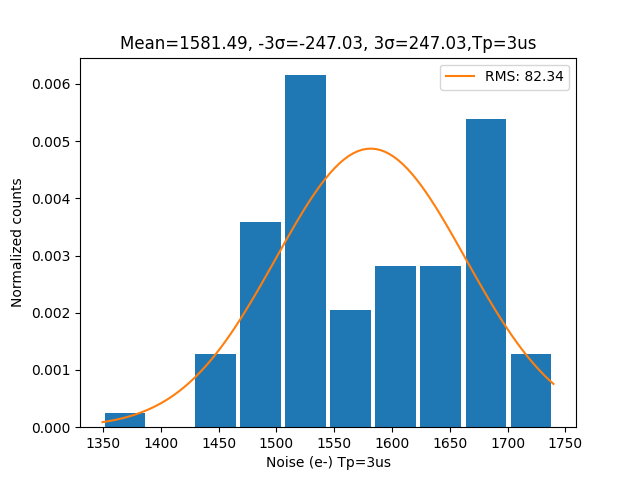 Mean=1581.49, -3σ=-247.03, 3σ=247.03,Tp=3us
RMS: 82.34
Normalized counts
0.006
0.005
0.004
0.003
0.002
0.001
0.000
1350 1400 1450 1500 1550 1600 1650 1700 1750
Noise (e-) Tp=3us